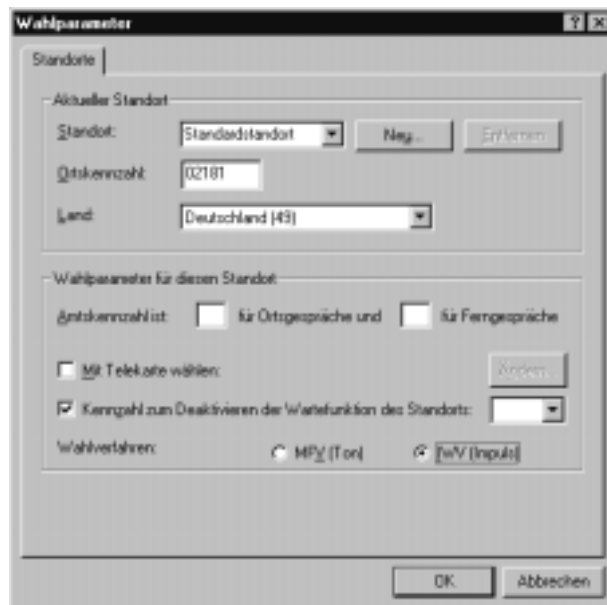 Wahlparameter
Standorte
Aktueller Standort
Standort: Standardstandort Neu... Entfernen
Ortskennzahl: 02181
Land: Deutschland (49)
Wahlparameter für diesen Standort
Amtskennzahl ist: für Ortsgespräche und für Ferngespräche
Mit Telekarte wählen: Ändern...
Kennzahl zum Deaktivieren der Wartefunktion des Standorts:
Wahlverfahren: MFV (Ton) IWV (Impuls)
OK Abbrechen